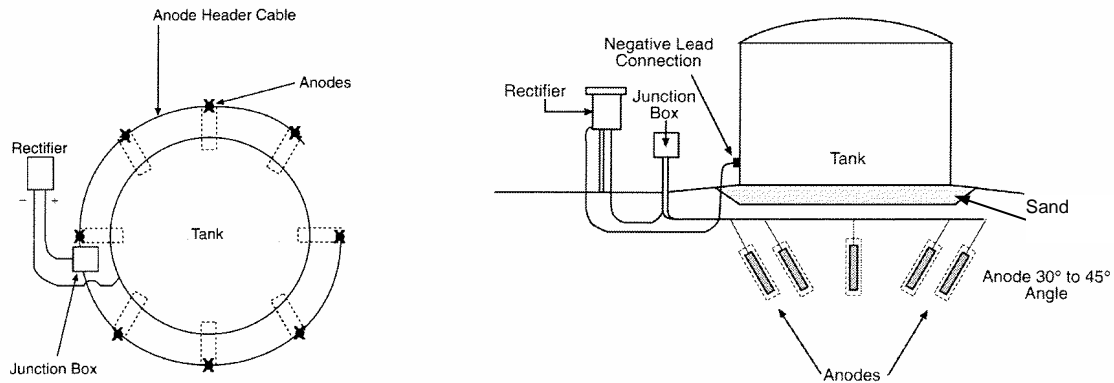 Anode Header Cable
Anodes
Rectifier
− +
Tank
Junction Box
Negative Lead
Connection
Rectifier
Junction
Box
Tank
Sand
Anode 30° to 45°
Angle
Anodes